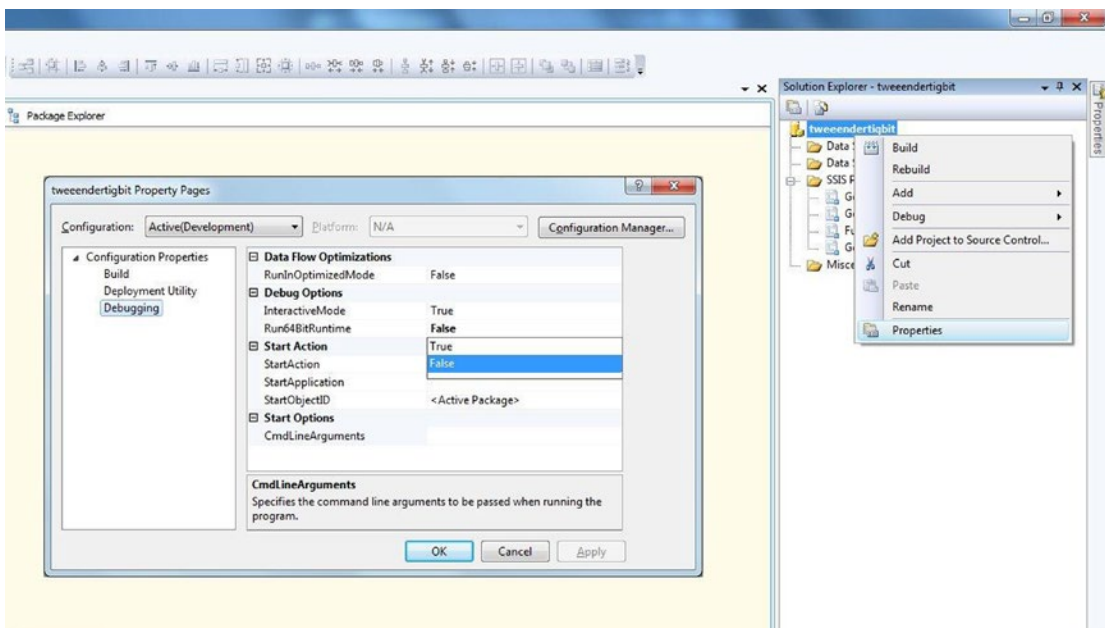 Solution Explorer - tweeendertigbit
Properties
Package Explorer
tweeendertigbit
Data
Data
SSIS
Misce
Build
Rebuild
Add
Debug
Add Project to Source Control...
Cut
Paste
Rename
Properties
tweeendertigbit Property Pages
Configuration: Active(Development) Platform: N/A Configuration Manager...
Configuration Properties
Build
Deployment Utility
Debugging
Data Flow Optimizations
RunInOptimizedMode False
Debug Options
InteractiveMode True
Run64BitRuntime False
Start Action True
StartAction False
StartApplication
StartObjectID <Active Package>
Start Options
CmdLineArguments
CmdLineArguments
Specifies the command line arguments to be passed when running the
program.
OK Cancel Apply